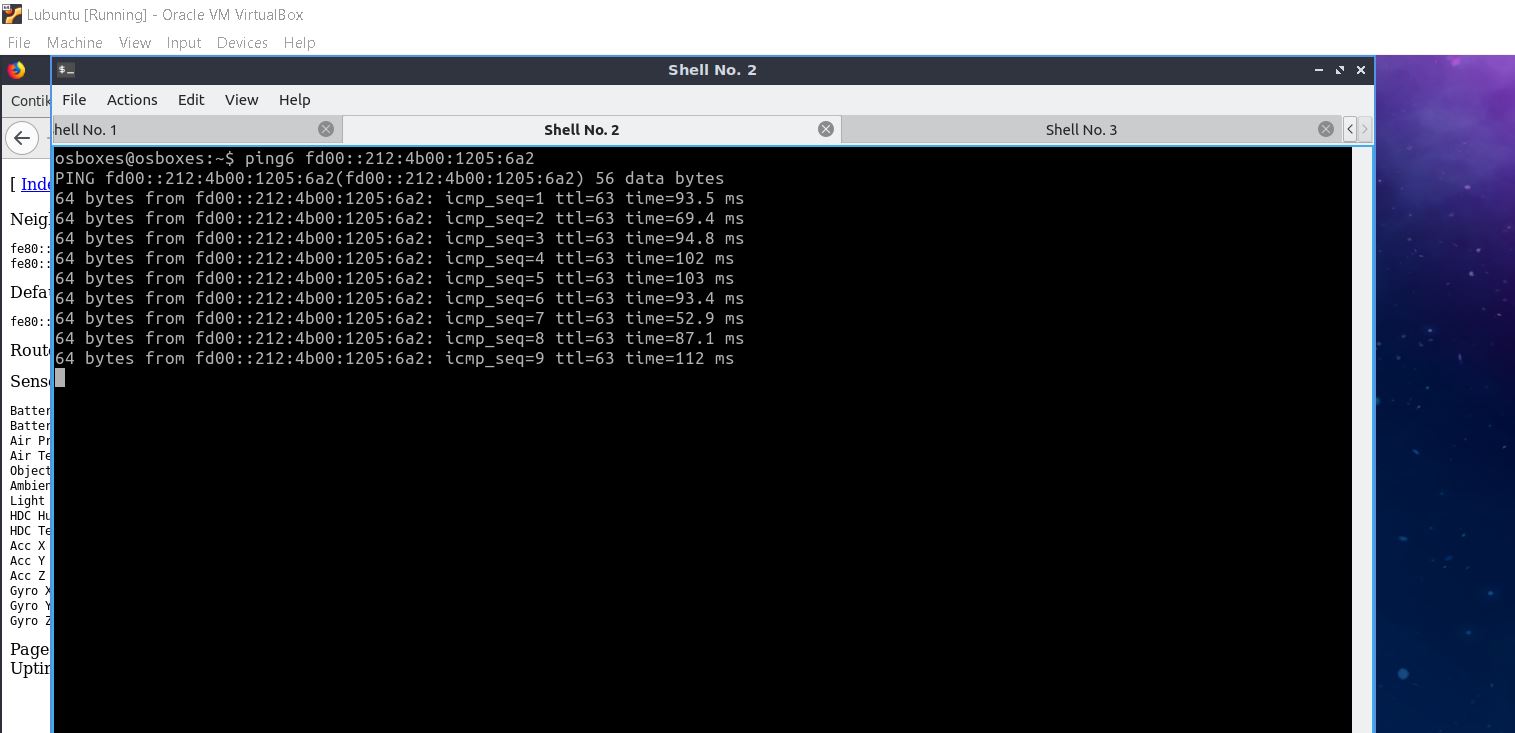 Lubuntu [Running] - Oracle VM VirtualBox
File Machine View Input Devices Help
Shell No. 2
Contik
File Actions Edit View Help
hell No. 1 Shell No. 2 Shell No. 3
osboxes@osboxes:~$ ping6 fd00::212:4b00:1205:6a2
PING fd00::212:4b00:1205:6a2(fd00::212:4b00:1205:6a2) 56 data bytes
64 bytes from fd00::212:4b00:1205:6a2: icmp_seq=1 ttl=63 time=93.5 ms
64 bytes from fd00::212:4b00:1205:6a2: icmp_seq=2 ttl=63 time=69.4 ms
64 bytes from fd00::212:4b00:1205:6a2: icmp_seq=3 ttl=63 time=94.8 ms
64 bytes from fd00::212:4b00:1205:6a2: icmp_seq=4 ttl=63 time=102 ms
64 bytes from fd00::212:4b00:1205:6a2: icmp_seq=5 ttl=63 time=103 ms
64 bytes from fd00::212:4b00:1205:6a2: icmp_seq=6 ttl=63 time=93.4 ms
64 bytes from fd00::212:4b00:1205:6a2: icmp_seq=7 ttl=63 time=52.9 ms
64 bytes from fd00::212:4b00:1205:6a2: icmp_seq=8 ttl=63 time=87.1 ms
64 bytes from fd00::212:4b00:1205:6a2: icmp_seq=9 ttl=63 time=112 ms
[ Inde
Neigh
fe80::
fe80::
Defau
fe80::
Route
Senso
Batter
Batter
Air Pr
Air Te
Object
Ambien
Light
HDC Hu
HDC Te
Acc X
Acc Y
Acc Z
Gyro X
Gyro Y
Gyro Z
Page
Uptim